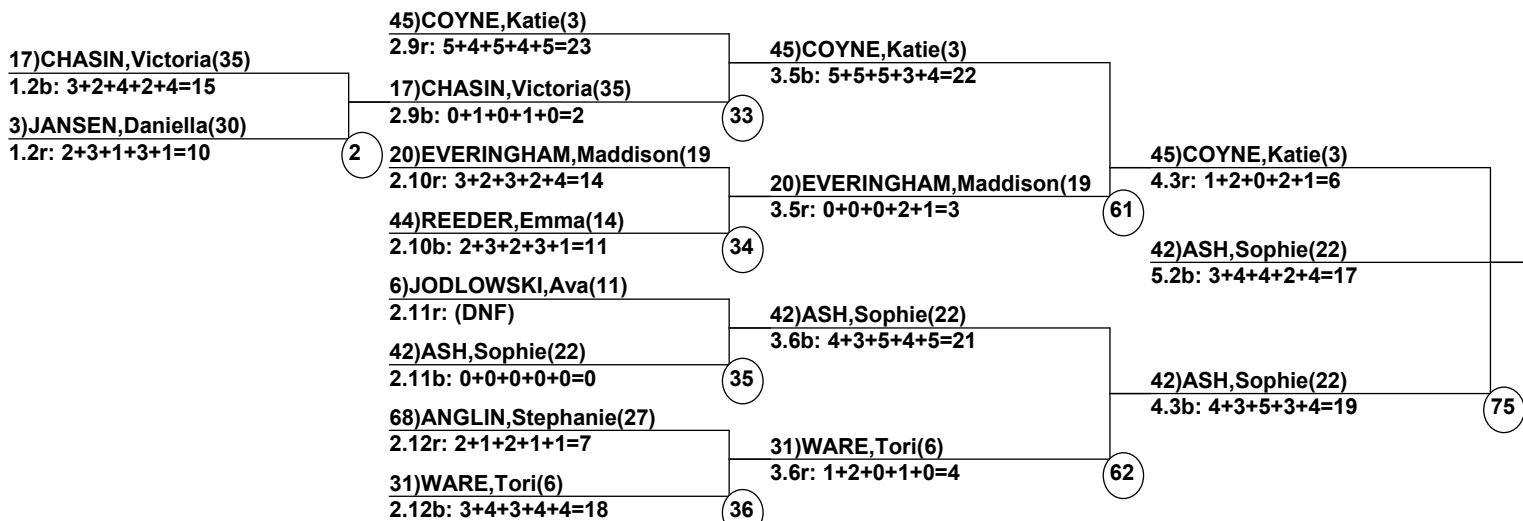 17)CHASIN,Victoria(35)
1.2b: 3+2+4+2+4=15
3)JANSEN,Daniella(30)
1.2r: 2+3+1+3+1=10
2
45)COYNE,Katie(3)
2.9r: 5+4+5+4+5=23
17)CHASIN,Victoria(35)
2.9b: 0+1+0+1+0=2
33
20)EVERINGHAM,Maddison(19
2.10r: 3+2+3+2+4=14
44)REEDER,Emma(14)
2.10b: 2+3+2+3+1=11
34
6)JODLOWSKI,Ava(11)
2.11r: (DNF)
42)ASH,Sophie(22)
2.11b: 0+0+0+0+0=0
35
68)ANGLIN,Stephanie(27)
2.12r: 2+1+2+1+1=7
31)WARE,Tori(6)
2.12b: 3+4+3+4+4=18
36
45)COYNE,Katie(3)
3.5b: 5+5+5+3+4=22
20)EVERINGHAM,Maddison(19
3.5r: 0+0+0+2+1=3
61
42)ASH,Sophie(22)
3.6b: 4+3+5+4+5=21
31)WARE,Tori(6)
3.6r: 1+2+0+1+0=4
62
45)COYNE,Katie(3)
4.3r: 1+2+0+2+1=6
42)ASH,Sophie(22)
5.2b: 3+4+4+2+4=17
42)ASH,Sophie(22)
4.3b: 4+3+5+3+4=19
75